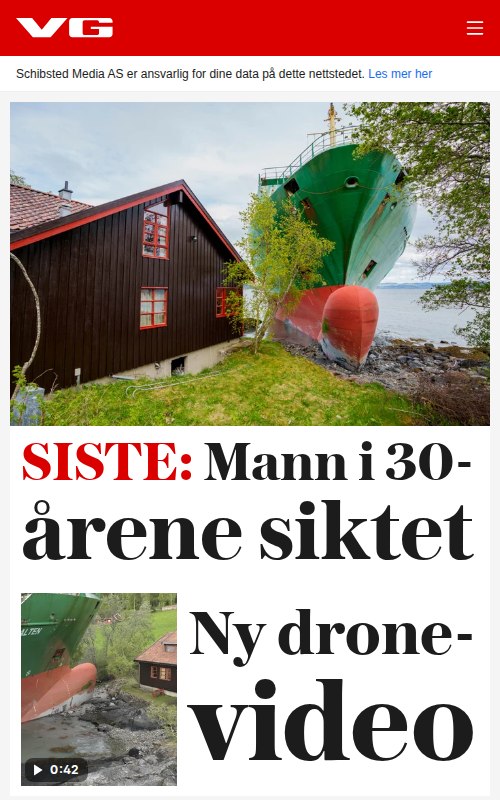 VG
Schibsted Media AS er ansvarlig for dine data på dette nettstedet. Les mer her
SISTE: Mann i 30-
årene siktet
ALTEN
Ny drone-
video
0:42